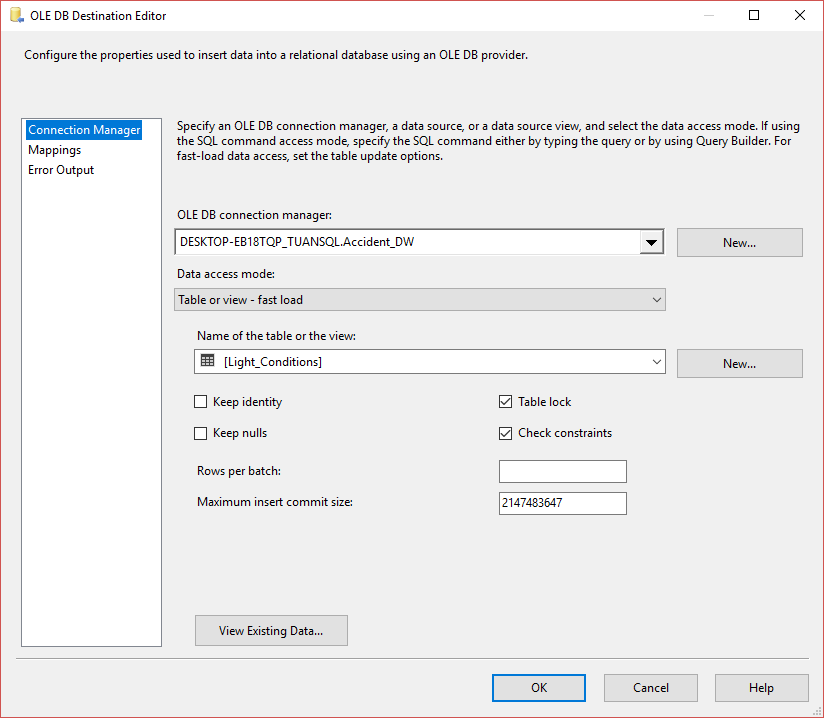 OLE DB Destination Editor
Configure the properties used to insert data into a relational database using an OLE DB provider.
Connection Manager
Mappings
Error Output
Specify an OLE DB connection manager, a data source, or a data source view, and select the data access mode. If using
the SQL command access mode, specify the SQL command either by typing the query or by using Query Builder. For
fast-load data access, set the table update options.
OLE DB connection manager:
DESKTOP-EB18TQP_TUANSQL.Accident_DW
New...
Data access mode:
Table or view - fast load
Name of the table or the view:
[Light_Conditions]
New...
Keep identity
Table lock
Keep nulls
Check constraints
Rows per batch:
Maximum insert commit size:
2147483647
View Existing Data...
OK
Cancel
Help